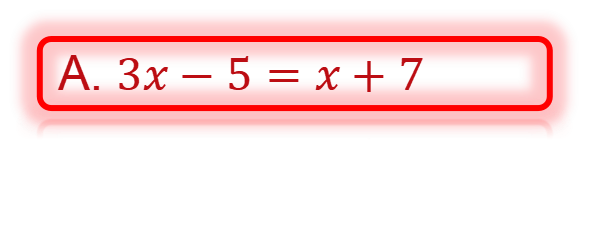 A. 3x − 5 = x + 7